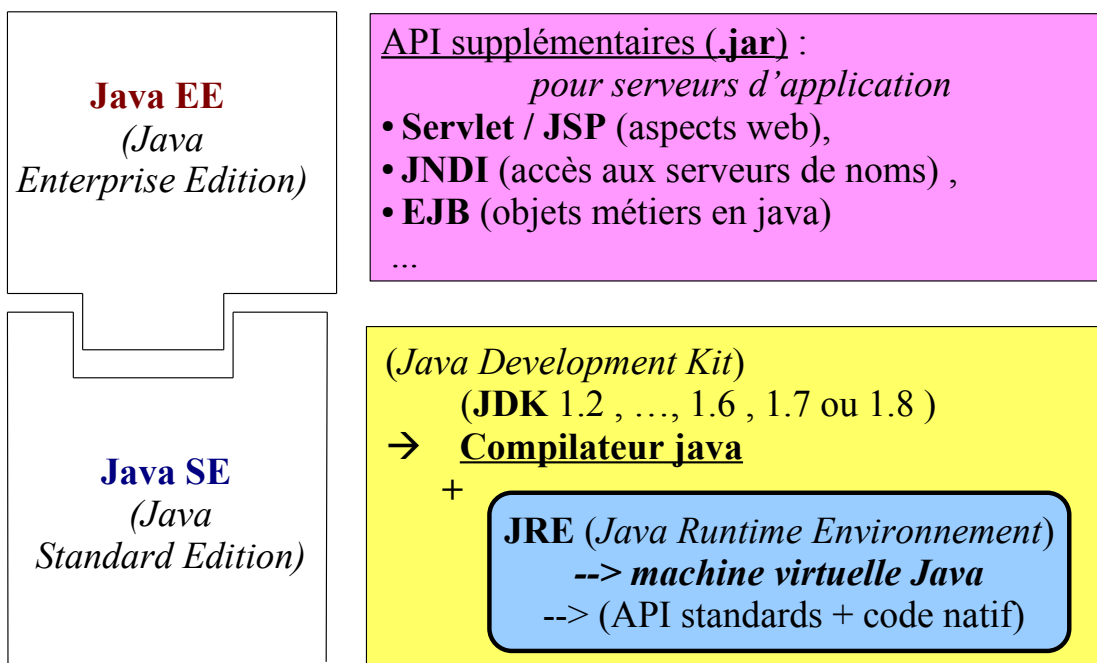 Java EE
(Java
Enterprise Edition)
API supplémentaires (.jar) :
pour serveurs d’application
• Servlet / JSP (aspects web),
• JNDI (accès aux serveurs de noms) ,
• EJB (objets métiers en java)
...
Java SE
(Java
Standard Edition)
(Java Development Kit)
(JDK 1.2 , …, 1.6 , 1.7 ou 1.8 )
→ Compilateur java
+
JRE (Java Runtime Environnement)
--> machine virtuelle Java
--> (API standards + code natif)